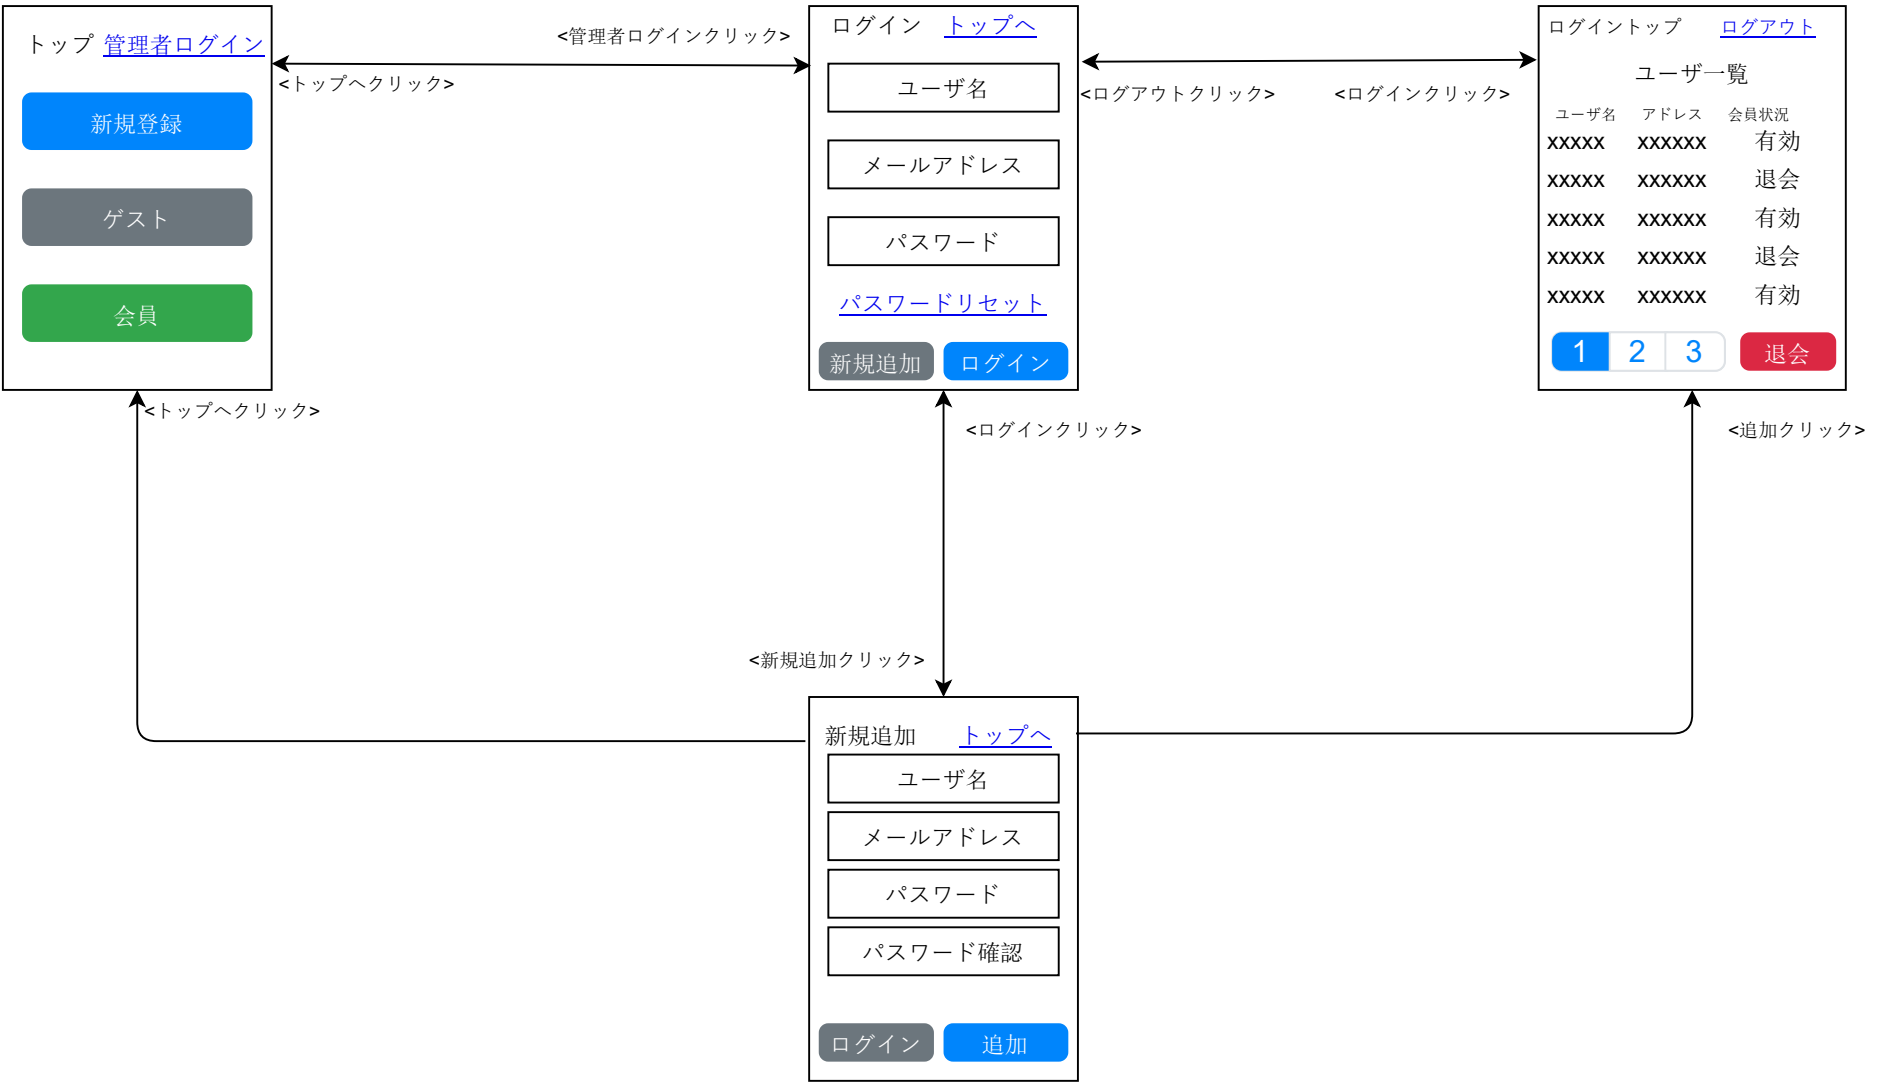 トップ 管理者ログイン
新規登録
ゲスト
会員
<管理者ログインクリック>
<トップへクリック>
ログイン トップへ
ユーザ名
メールアドレス
パスワード
パスワードリセット
新規追加 ログイン
<ログアウトクリック> <ログインクリック>
ログイントップ ログアウト
ユーザ一覧
ユーザ名 アドレス 会員状況
xxxxx xxxxxx 有効
xxxxx xxxxxx 退会
xxxxx xxxxxx 有効
xxxxx xxxxxx 退会
xxxxx xxxxxx 有効
1 2 3 退会
<トップへクリック>
<ログインクリック>
<追加クリック>
<新規追加クリック>
新規追加 トップへ
ユーザ名
メールアドレス
パスワード
パスワード確認
ログイン 追加